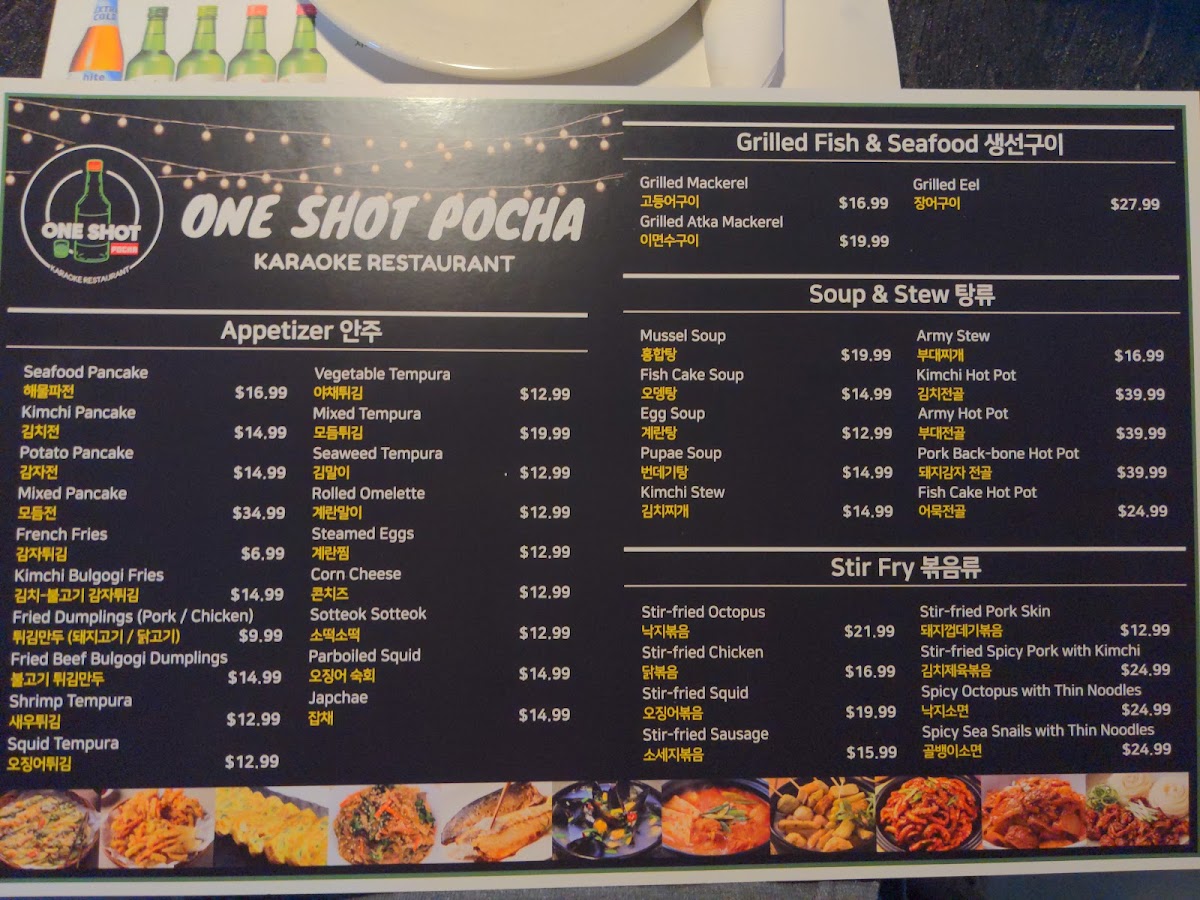 EXTRA
COLD
hite
ONE SHOT
POCHA
KARAOKE RESTAURANT
ONE SHOT POCHA
KARAOKE RESTAURANT
Appetizer 안주
Seafood Pancake
해물파전 $16.99
Kimchi Pancake
김치전 $14.99
Potato Pancake
감자전 $14.99
Mixed Pancake
모듬전 $34.99
French Fries
감자튀김 $6.99
Kimchi Bulgogi Fries
김치-불고기 감자튀김 $14.99
Fried Dumplings (Pork / Chicken)
튀김만두 (돼지고기 / 닭고기) $9.99
Fried Beef Bulgogi Dumplings
불고기 튀김만두 $14.99
Shrimp Tempura
새우튀김 $12.99
Squid Tempura
오징어튀김 $12.99
Vegetable Tempura
야채튀김 $12.99
Mixed Tempura
모듬튀김 $19.99
Seaweed Tempura
김말이 $12.99
Rolled Omelette
계란말이 $12.99
Steamed Eggs
계란찜 $12.99
Corn Cheese
콘치즈 $12.99
Sotteok Sotteok
소떡소떡 $12.99
Parboiled Squid
오징어 숙회 $14.99
Japchae
잡채 $14.99
Grilled Fish & Seafood 생선구이
Grilled Mackerel
고등어구이 $16.99
Grilled Atka Mackerel
이면수구이 $19.99
Grilled Eel
장어구이 $27.99
Soup & Stew 탕류
Mussel Soup
홍합탕 $19.99
Fish Cake Soup
오뎅탕 $14.99
Egg Soup
계란탕 $12.99
Pupae Soup
번데기탕 $14.99
Kimchi Stew
김치찌개 $14.99
Army Stew
부대찌개 $16.99
Kimchi Hot Pot
김치전골 $39.99
Army Hot Pot
부대전골 $39.99
Pork Back-bone Hot Pot
돼지감자 전골 $39.99
Fish Cake Hot Pot
어묵전골 $24.99
Stir Fry 볶음류
Stir-fried Octopus
낙지볶음 $21.99
Stir-fried Chicken
닭볶음 $16.99
Stir-fried Squid
오징어볶음 $19.99
Stir-fried Sausage
소세지볶음 $15.99
Stir-fried Pork Skin
돼지껍데기볶음 $12.99
Stir-fried Spicy Pork with Kimchi
김치제육볶음 $24.99
Spicy Octopus with Thin Noodles
낙지소면 $24.99
Spicy Sea Snails with Thin Noodles
골뱅이소면 $24.99